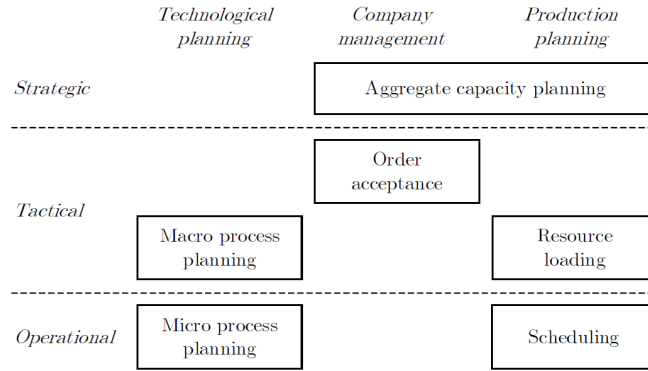 Technological
planning
Company
management
Production
planning
Strategic
Aggregate capacity planning
Order
acceptance
Tactical
Macro process
planning
Resource
loading
Operational
Micro process
planning
Scheduling